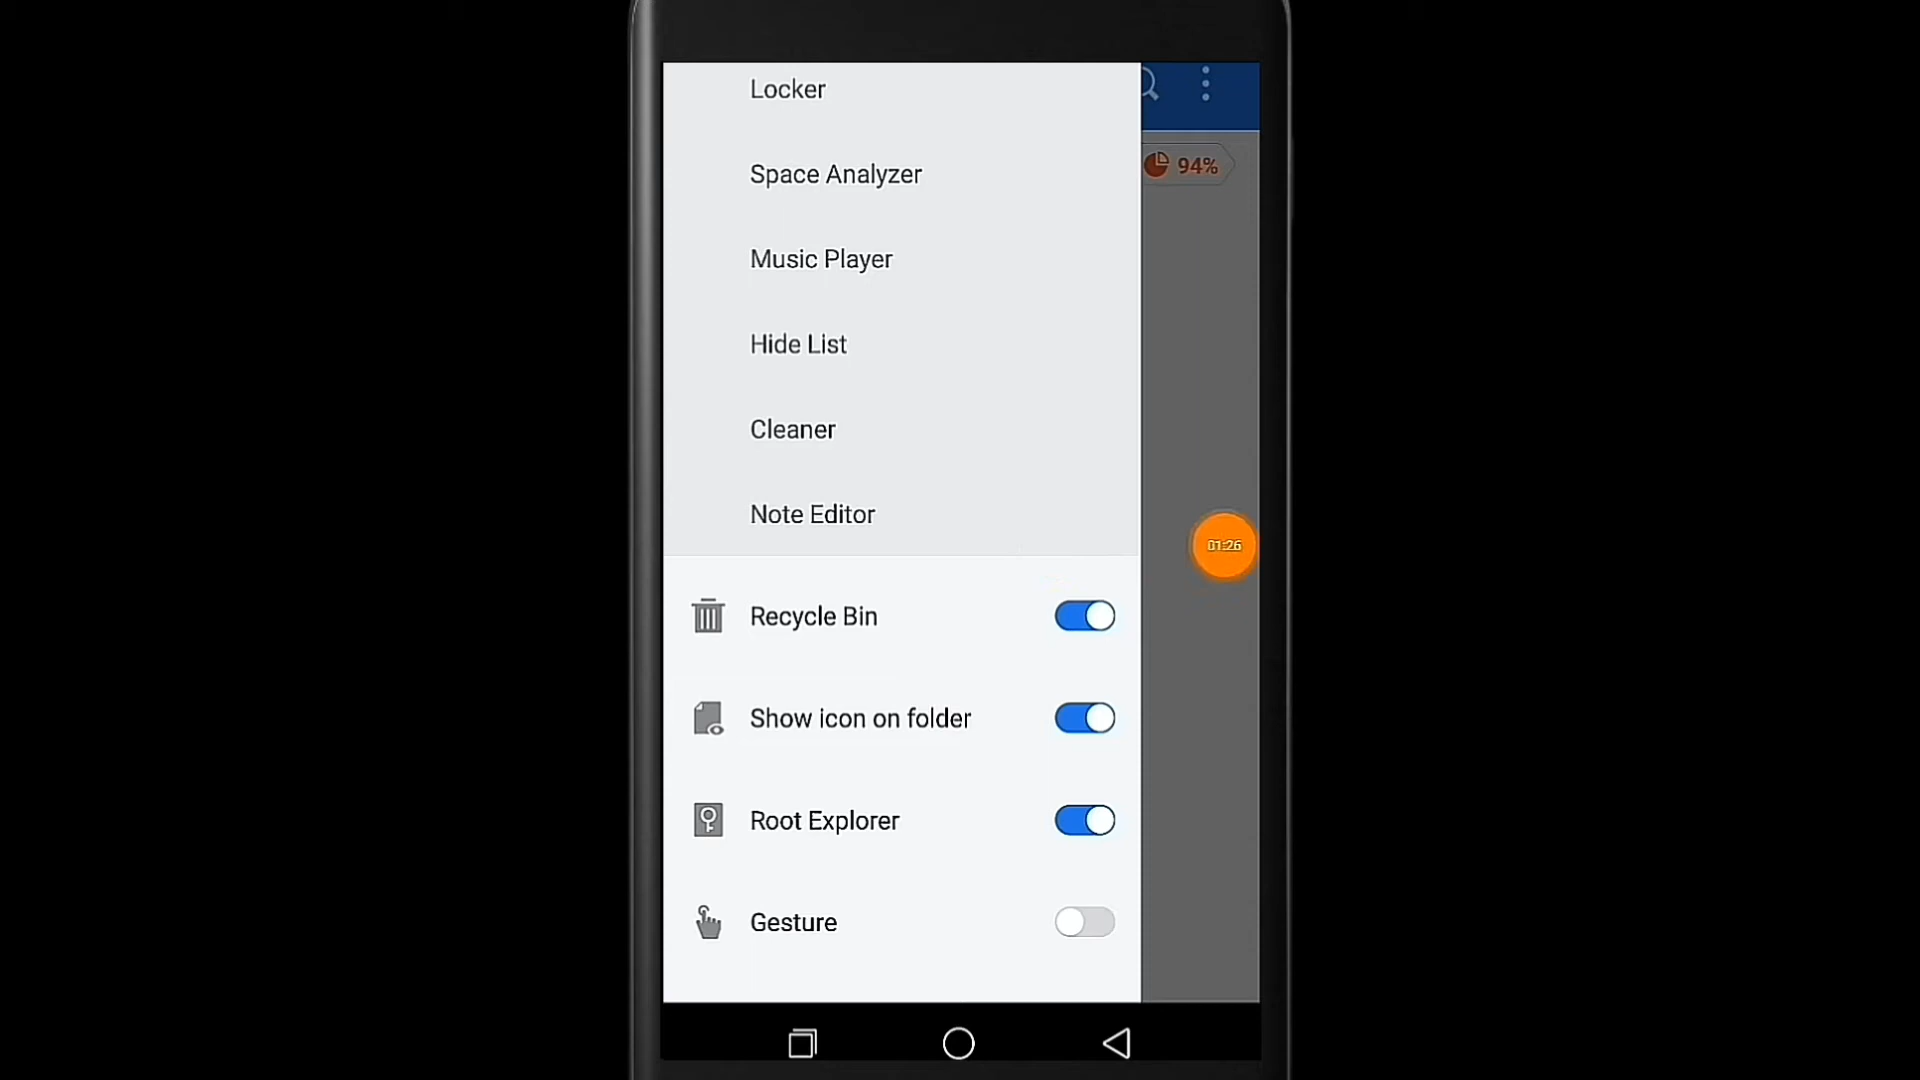 Locker
94%
Space Analyzer
Music Player
Hide List
Cleaner
Note Editor
01:26
Recycle Bin
Show icon on folder
Root Explorer
Gesture